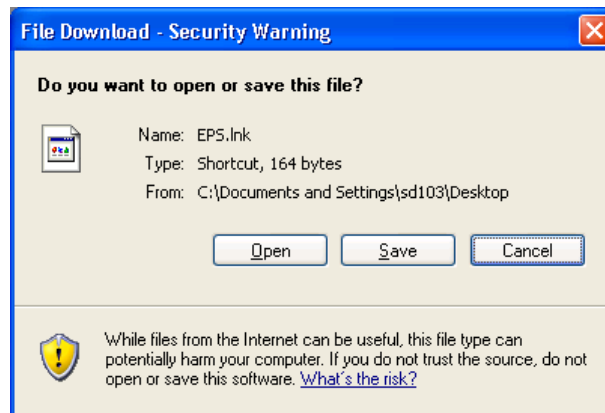 File Download - Security Warning
Do you want to open or save this file?
Name: EPS.lnk
Type: Shortcut, 164 bytes
From: C:\Documents and Settings\sd103\Desktop
Open Save Cancel
While files from the Internet can be useful, this file type can
potentially harm your computer. If you do not trust the source, do not
open or save this software. What's the risk?